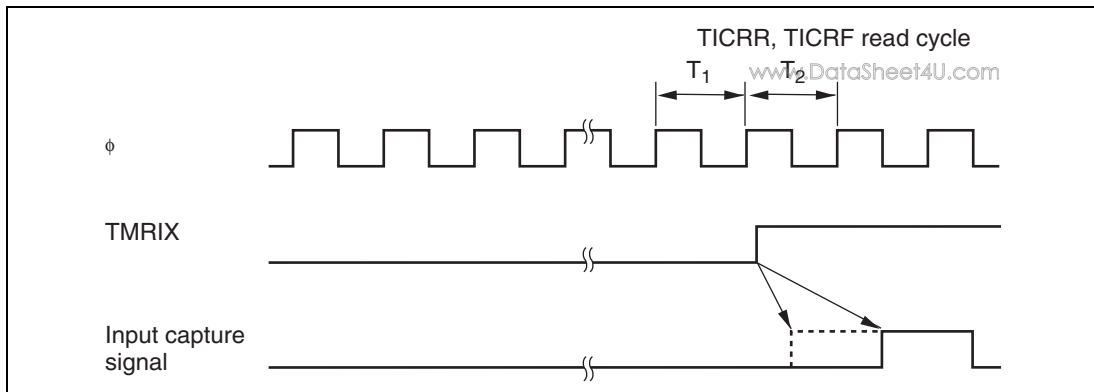 TICRR, TICRF read cycle
www.DataSheet4U.com
T1
T2
ϕ
TMRIX
Input capture
signal